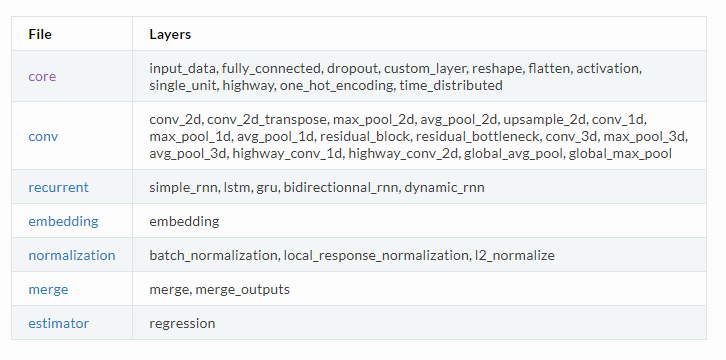 File Layers
core input_data, fully_connected, dropout, custom_layer, reshape, flatten, activation,
single_unit, highway, one_hot_encoding, time_distributed
conv conv_2d, conv_2d_transpose, max_pool_2d, avg_pool_2d, upsample_2d, conv_1d,
max_pool_1d, avg_pool_1d, residual_block, residual_bottleneck, conv_3d, max_pool_3d,
avg_pool_3d, highway_conv_1d, highway_conv_2d, global_avg_pool, global_max_pool
recurrent simple_rnn, lstm, gru, bidirectionnal_rnn, dynamic_rnn
embedding embedding
normalization batch_normalization, local_response_normalization, l2_normalize
merge merge, merge_outputs
estimator regression